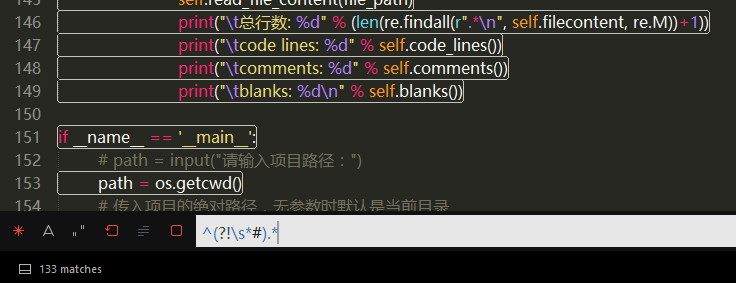 145 self.read_file_content(file_path)
146 print("\t总行数: %d" % (len(re.findall(r".*\n", self.filecontent, re.M))+1))
147 print("\tcode lines: %d" % self.code_lines())
148 print("\tcomments: %d" % self.comments())
149 print("\tblanks: %d\n" % self.blanks())
150
151 if __name__ == '__main__':
152 # path = input("请输入项目路径：")
153 path = os.getcwd()
154 # 传入项目的绝对路径，无参数时默认是当前目录
^(?!\s*#).*
133 matches